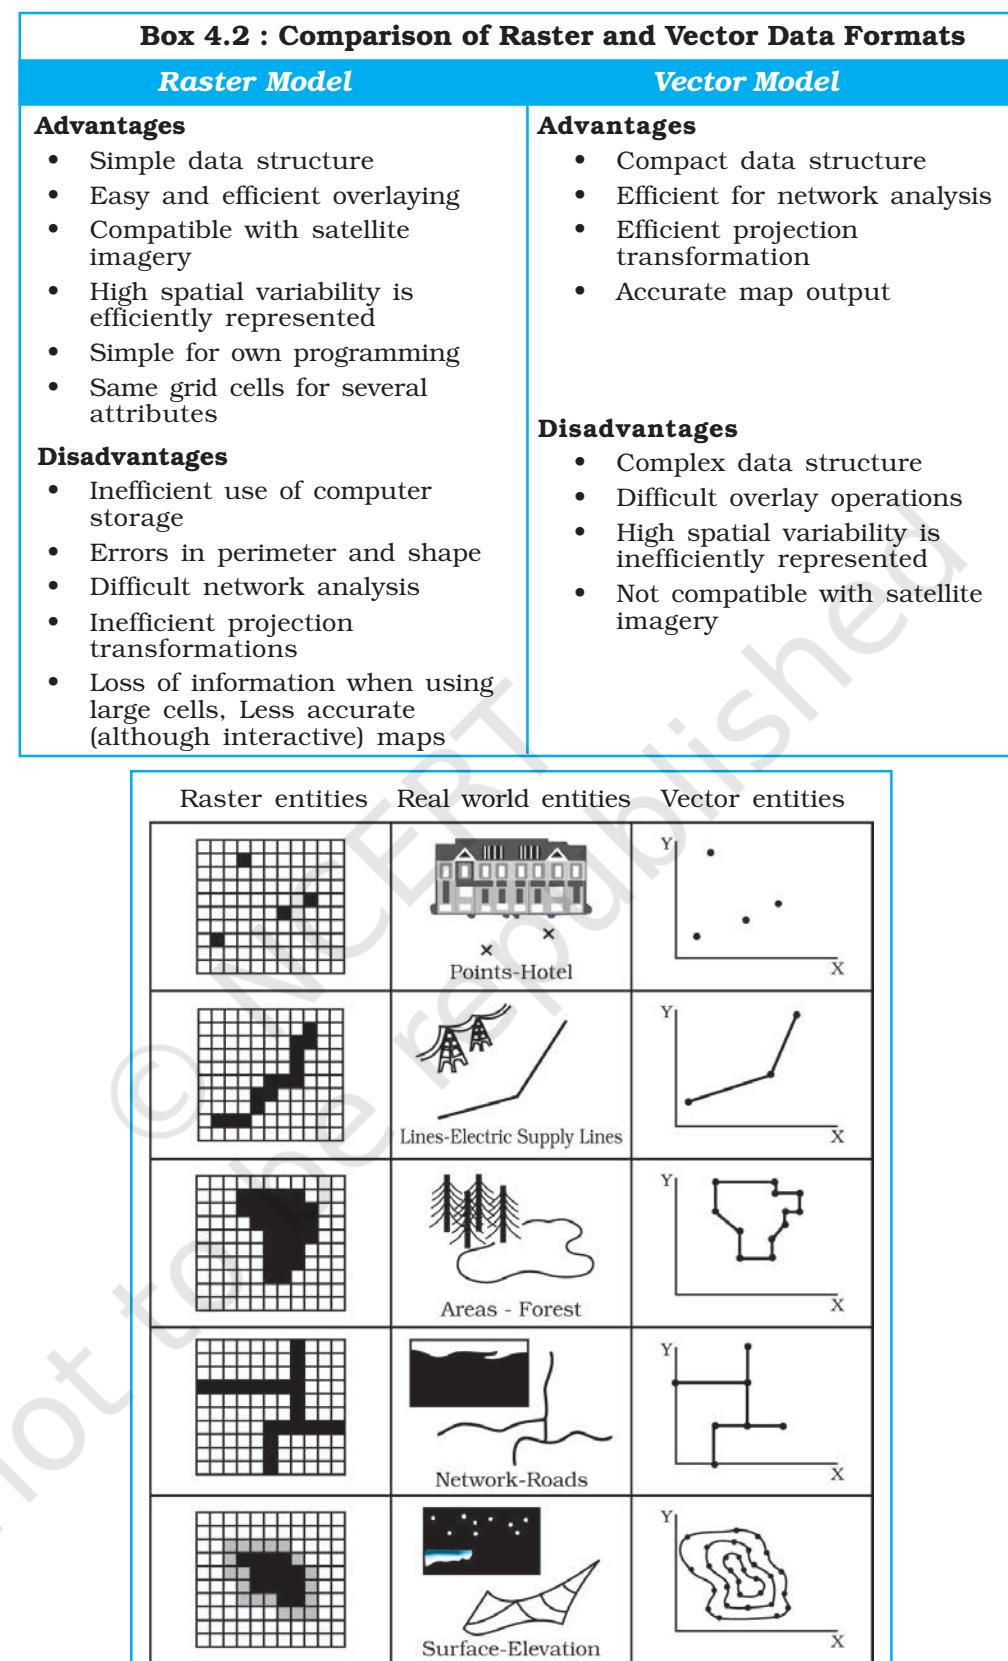 Box 4.2 : Comparison of Raster and Vector Data Formats
Raster Model
Vector Model
Advantages
• Simple data structure
• Easy and efficient overlaying
• Compatible with satellite
imagery
• High spatial variability is
efficiently represented
• Simple for own programming
• Same grid cells for several
attributes
Disadvantages
• Inefficient use of computer
storage
• Errors in perimeter and shape
• Difficult network analysis
• Inefficient projection
transformations
• Loss of information when using
large cells, Less accurate
(although interactive) maps
Advantages
• Compact data structure
• Efficient for network analysis
• Efficient projection
transformation
• Accurate map output
Disadvantages
• Complex data structure
• Difficult overlay operations
• High spatial variability is
inefficiently represented
• Not compatible with satellite
imagery
Raster entities
Real world entities
Vector entities
Points-Hotel
Y
X
Lines-Electric Supply Lines
Y
X
Areas - Forest
Y
X
Network-Roads
Y
X
Surface-Elevation
Y
X
© NCERT
not to be republished